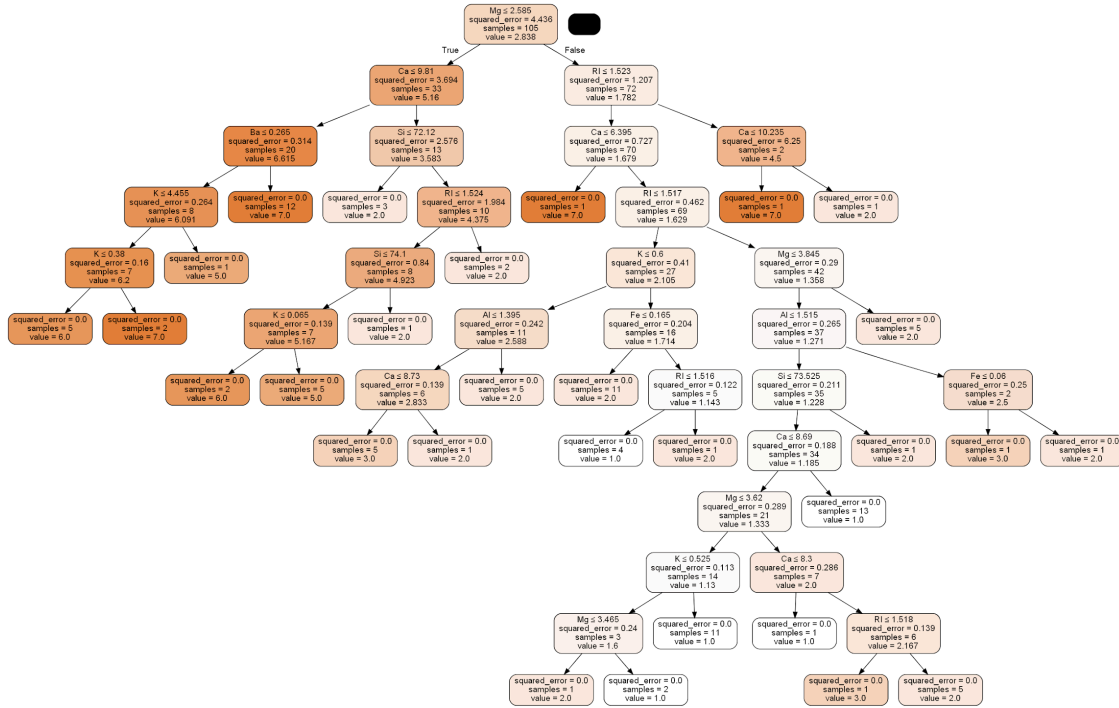 Mg ≤ 2.585
squared_error = 4.436
samples = 105
value = 2.838
True
False
Ca ≤ 9.81
squared_error = 3.694
samples = 33
value = 5.16
RI ≤ 1.523
squared_error = 1.207
samples = 72
value = 1.782
Ba ≤ 0.265
squared_error = 0.314
samples = 20
value = 6.615
Si ≤ 72.12
squared_error = 2.576
samples = 13
value = 3.583
Ca ≤ 6.395
squared_error = 0.727
samples = 70
value = 1.679
Ca ≤ 10.235
squared_error = 6.25
samples = 2
value = 4.5
K ≤ 4.455
squared_error = 0.264
samples = 8
value = 6.091
squared_error = 0.0
samples = 12
value = 7.0
squared_error = 0.0
samples = 3
value = 2.0
RI ≤ 1.524
squared_error = 1.984
samples = 10
value = 4.375
squared_error = 0.0
samples = 1
value = 7.0
RI ≤ 1.517
squared_error = 0.462
samples = 69
value = 1.629
squared_error = 0.0
samples = 1
value = 7.0
squared_error = 0.0
samples = 1
value = 2.0
K ≤ 0.38
squared_error = 0.16
samples = 7
value = 6.2
squared_error = 0.0
samples = 1
value = 5.0
Si ≤ 74.1
squared_error = 0.84
samples = 8
value = 4.923
squared_error = 0.0
samples = 2
value = 2.0
K ≤ 0.6
squared_error = 0.41
samples = 27
value = 2.105
Mg ≤ 3.845
squared_error = 0.29
samples = 42
value = 1.358
squared_error = 0.0
samples = 5
value = 6.0
squared_error = 0.0
samples = 2
value = 7.0
K ≤ 0.065
squared_error = 0.139
samples = 7
value = 5.167
squared_error = 0.0
samples = 1
value = 2.0
Al ≤ 1.395
squared_error = 0.242
samples = 11
value = 2.588
Fe ≤ 0.165
squared_error = 0.204
samples = 16
value = 1.714
Al ≤ 1.515
squared_error = 0.265
samples = 37
value = 1.271
squared_error = 0.0
samples = 5
value = 2.0
squared_error = 0.0
samples = 2
value = 6.0
squared_error = 0.0
samples = 5
value = 5.0
Ca ≤ 8.73
squared_error = 0.139
samples = 6
value = 2.833
squared_error = 0.0
samples = 5
value = 2.0
squared_error = 0.0
samples = 11
value = 2.0
RI ≤ 1.516
squared_error = 0.122
samples = 5
value = 1.143
Si ≤ 73.525
squared_error = 0.211
samples = 35
value = 1.228
Fe ≤ 0.06
squared_error = 0.25
samples = 2
value = 2.5
squared_error = 0.0
samples = 5
value = 3.0
squared_error = 0.0
samples = 1
value = 2.0
squared_error = 0.0
samples = 4
value = 1.0
squared_error = 0.0
samples = 1
value = 2.0
Ca ≤ 8.69
squared_error = 0.188
samples = 34
value = 1.185
squared_error = 0.0
samples = 1
value = 2.0
squared_error = 0.0
samples = 1
value = 3.0
squared_error = 0.0
samples = 1
value = 2.0
Mg ≤ 3.62
squared_error = 0.289
samples = 21
value = 1.333
squared_error = 0.0
samples = 13
value = 1.0
K ≤ 0.525
squared_error = 0.113
samples = 14
value = 1.13
Ca ≤ 8.3
squared_error = 0.286
samples = 7
value = 2.0
Mg ≤ 3.465
squared_error = 0.24
samples = 3
value = 1.6
squared_error = 0.0
samples = 11
value = 1.0
squared_error = 0.0
samples = 1
value = 1.0
RI ≤ 1.518
squared_error = 0.139
samples = 6
value = 2.167
squared_error = 0.0
samples = 1
value = 2.0
squared_error = 0.0
samples = 2
value = 1.0
squared_error = 0.0
samples = 1
value = 3.0
squared_error = 0.0
samples = 5
value = 2.0